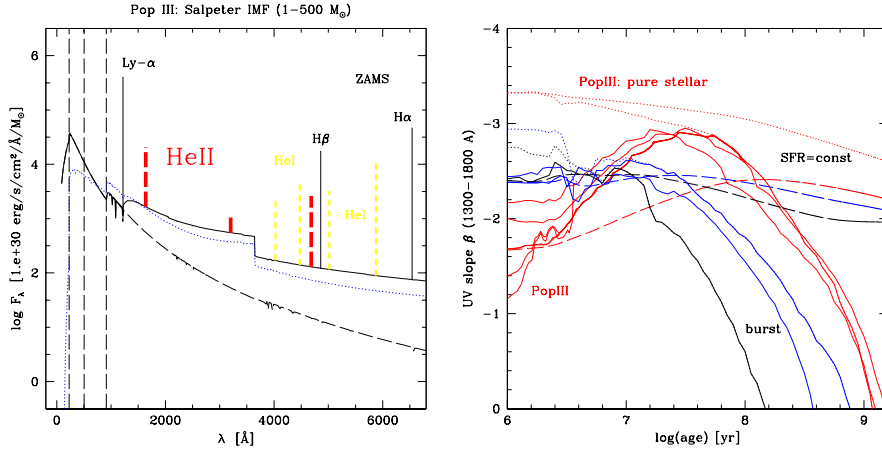 Pop III: Salpeter IMF (1−500 M⊙)
6
4
2
0
log Fλ [1.e+30 erg/s/cm²/Å/M⊙]
Ly−α
ZAMS
Hα
Hβ
HeII
HeI
HeI
0
2000
4000
6000
λ [Å]
−4
−3
−2
−1
0
UV slope β (1300−1800 A)
PopIII: pure stellar
SFR=const
PopIII
burst
6
7
8
9
log(age) [yr]